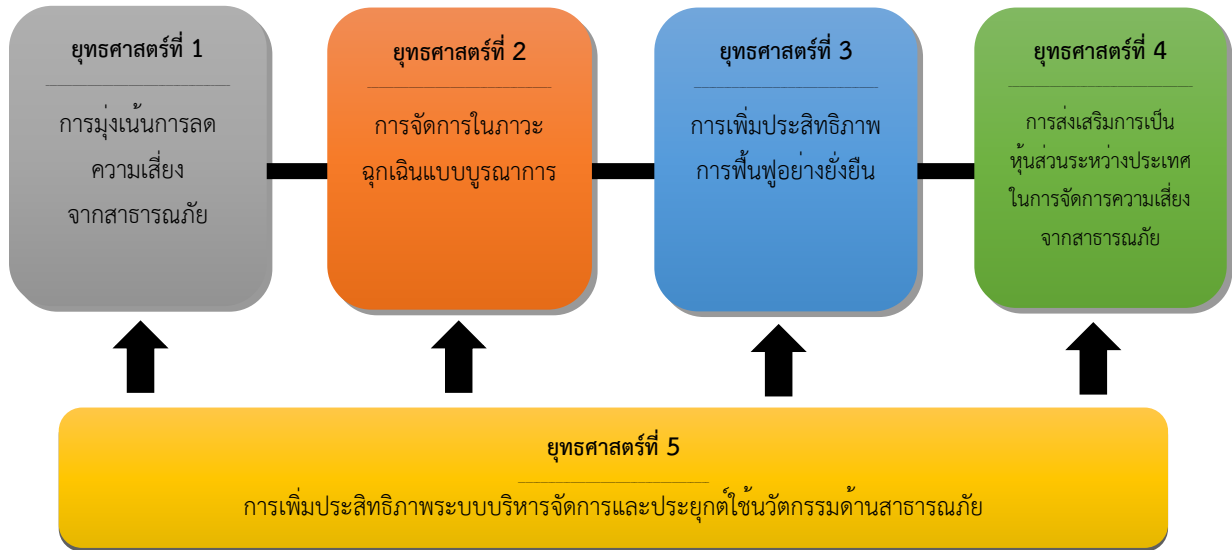 ยุทธศาสตร์ที่ 1
การมุ่งเน้นการลด
ความเสี่ยง
จากสาธารณภัย
ยุทธศาสตร์ที่ 2
การจัดการในภาวะ
ฉุกเฉินแบบบูรณาการ
ยุทธศาสตร์ที่ 3
การเพิ่มประสิทธิภาพ
การฟื้นฟูอย่างยั่งยืน
ยุทธศาสตร์ที่ 4
การส่งเสริมการเป็น
หุ้นส่วนระหว่างประเทศ
ในการจัดการความเสี่ยง
จากสาธารณภัย
ยุทธศาสตร์ที่ 5
การเพิ่มประสิทธิภาพระบบบริหารจัดการและประยุกต์ใช้นวัตกรรมด้านสาธารณภัย